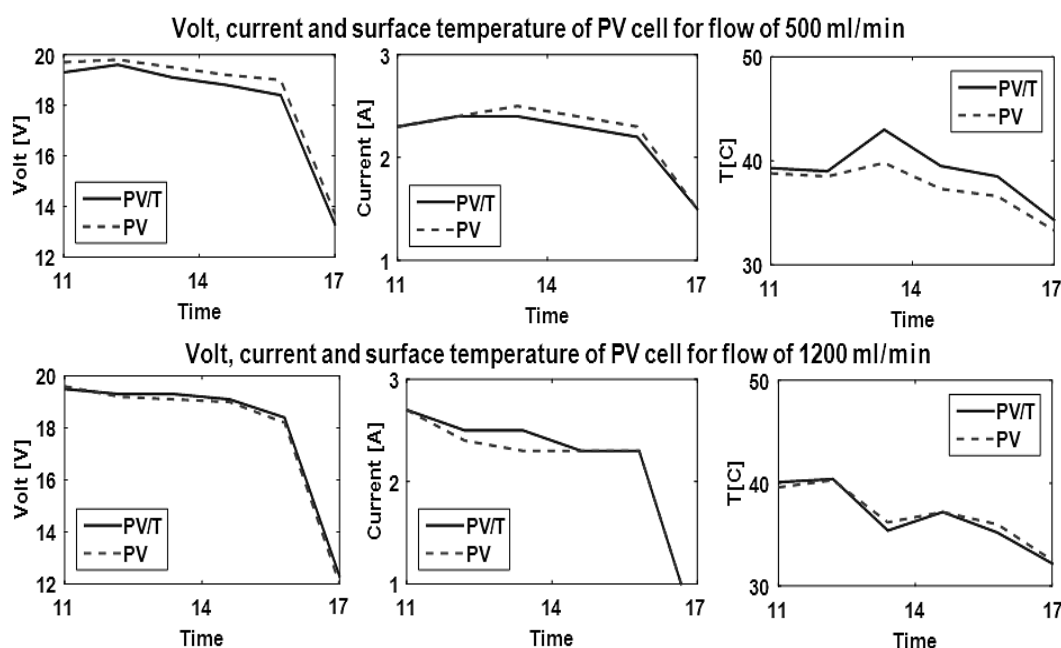 Volt, current and surface temperature of PV cell for flow of 500 ml/min
20
18
16
14
12
Volt [V]
PV/T
PV
11
14
17
Time
3
2
1
Current [A]
PV/T
PV
11
14
17
Time
50
40
30
T[C]
PV/T
PV
11
14
17
Time
Volt, current and surface temperature of PV cell for flow of 1200 ml/min
20
18
16
14
12
Volt [V]
PV/T
PV
11
14
17
Time
3
2
1
Current [A]
PV/T
PV
11
14
17
Time
50
40
30
T[C]
PV/T
PV
11
14
17
Time